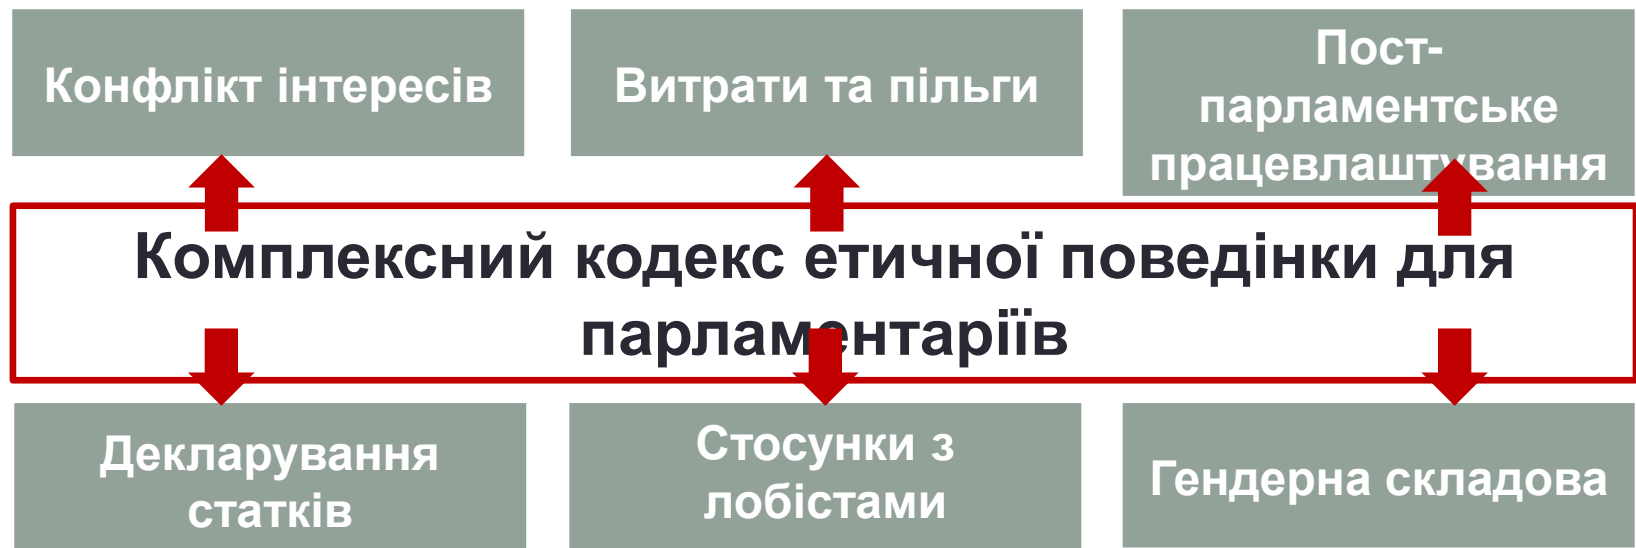 Конфлікт інтересів
Витрати та пільги
Пост-
парламентське
працевлаштування
Комплексний кодекс етичної поведінки для
парламентаріїв
Декларування
статків
Стосунки з
лобістами
Гендерна складова